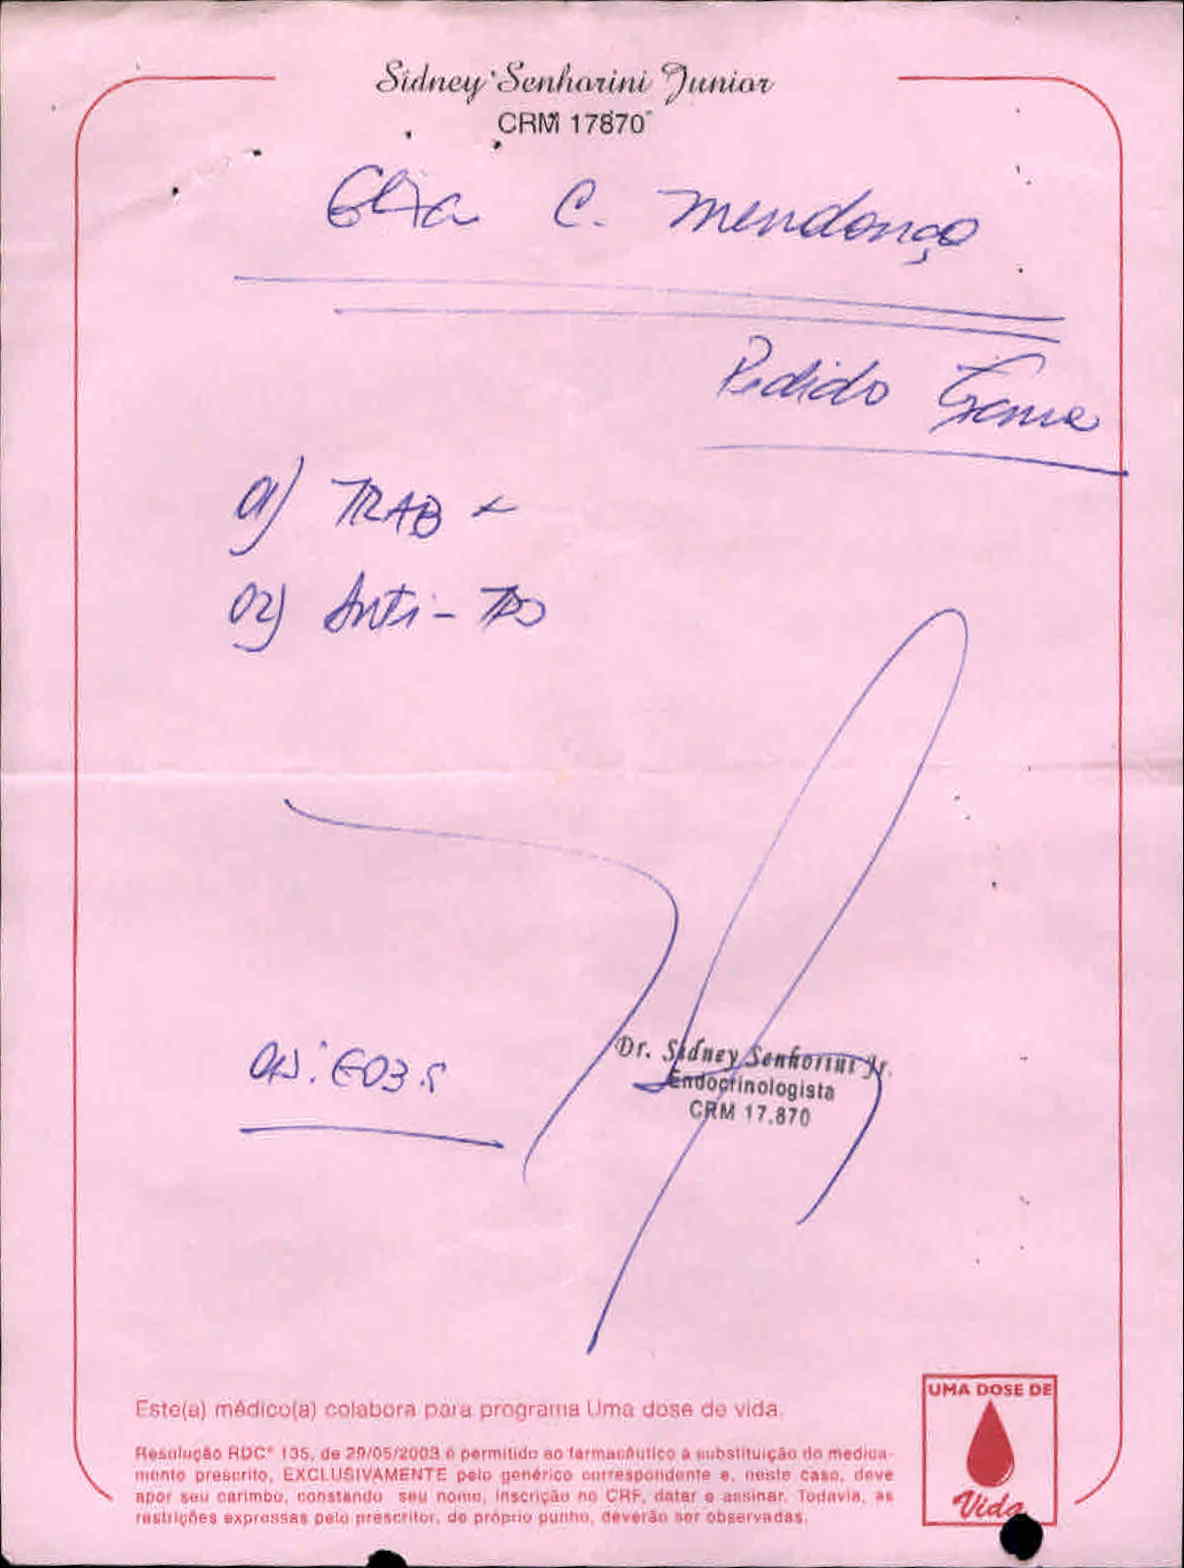 Sidney Senhorini Junior
CRM 17870
C. Mendonça
Pedido Exame
TRAB
02) Anti-TPO
E03.
Dr. Sidney Senhorini Jr.
Endocrinologista
CRM 17.870
Este(a) médico(a) colabora para programa Uma dose de vida.
Resolução RDCº 135, de 29/05/2003 é permitido ao farmacêutico a substituição do medica-
mento prescrito, EXCLUSIVAMENTE pelo genérico correspondente e, neste caso, deve
apor seu carimbo, constando seu nome, inscrição no CRF, datar e assinar. Todavia, as
restrições expressas pelo prescritor, de próprio punho, deverão ser observadas.
UMA DOSE DE
Vida